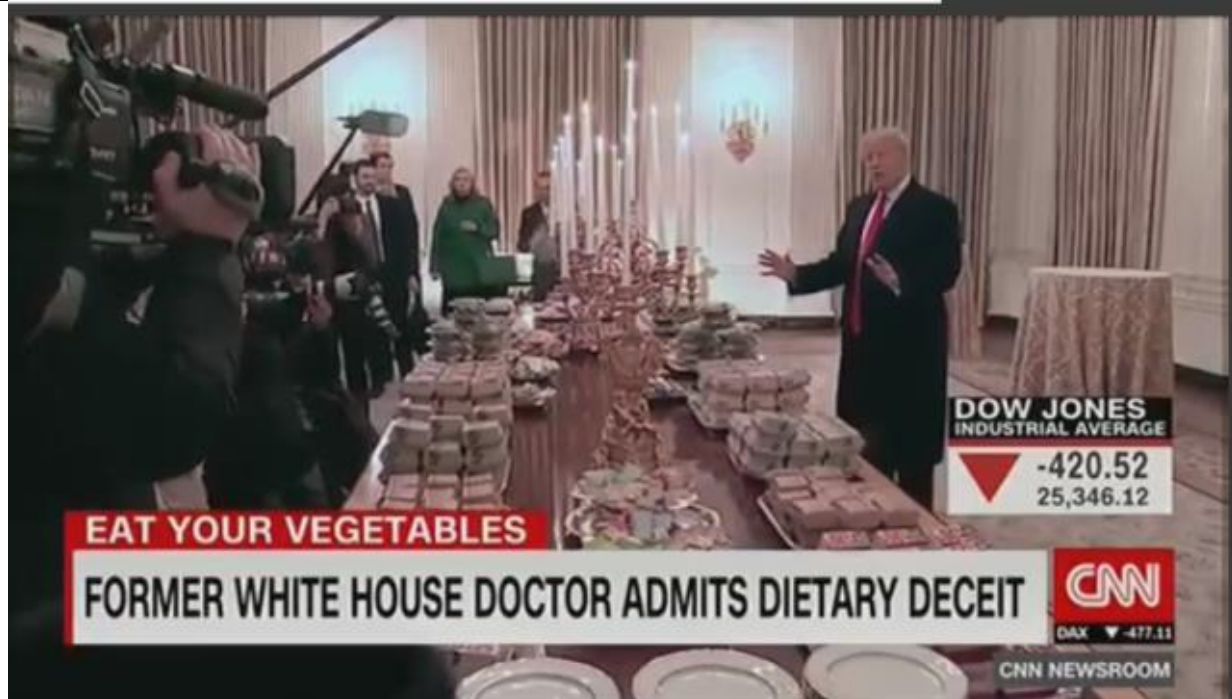 DOW JONES
INDUSTRIAL AVERAGE
-420.52
25,346.12
EAT YOUR VEGETABLES
FORMER WHITE HOUSE DOCTOR ADMITS DIETARY DECEIT
CNN
DAX ▼ -477.11
CNN NEWSROOM